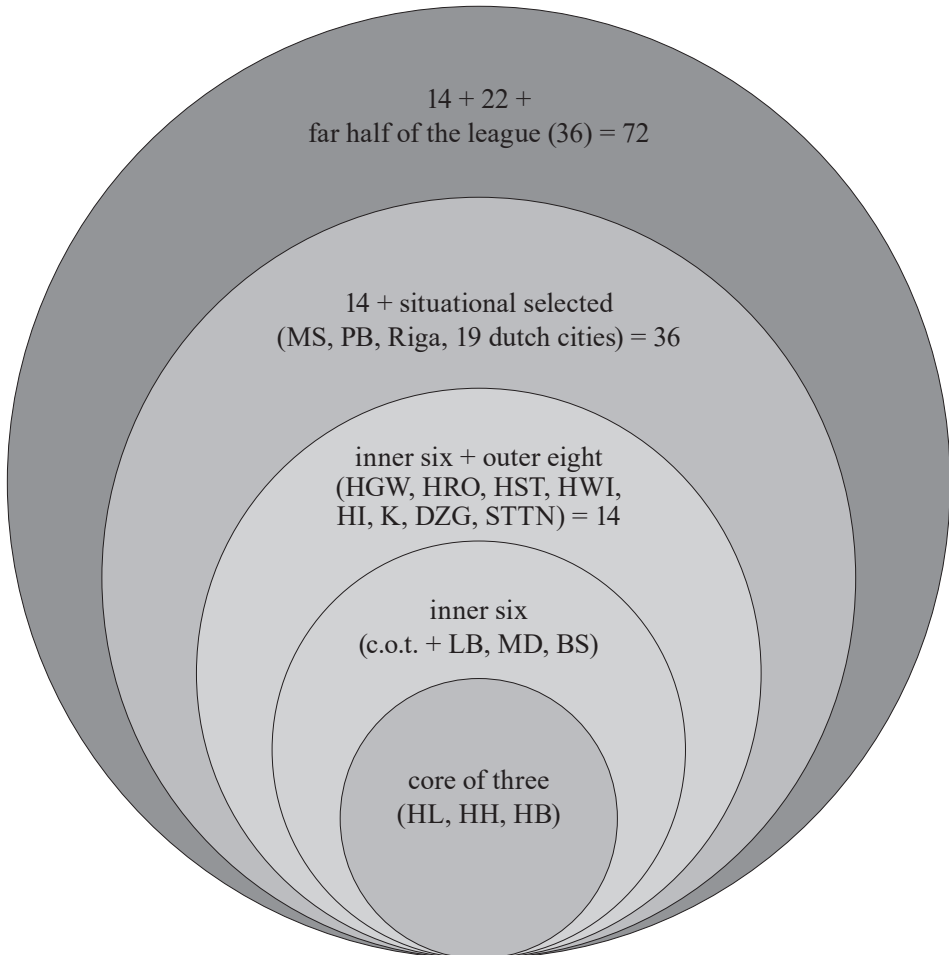 14 + 22 +
far half of the league (36) = 72
14 + situational selected
(MS, PB, Riga, 19 dutch cities) = 36
inner six + outer eight
(HGW, HRO, HST, HWI,
HI, K, DZG, STTN) = 14
inner six
(c.o.t. + LB, MD, BS)
core of three
(HL, HH, HB)